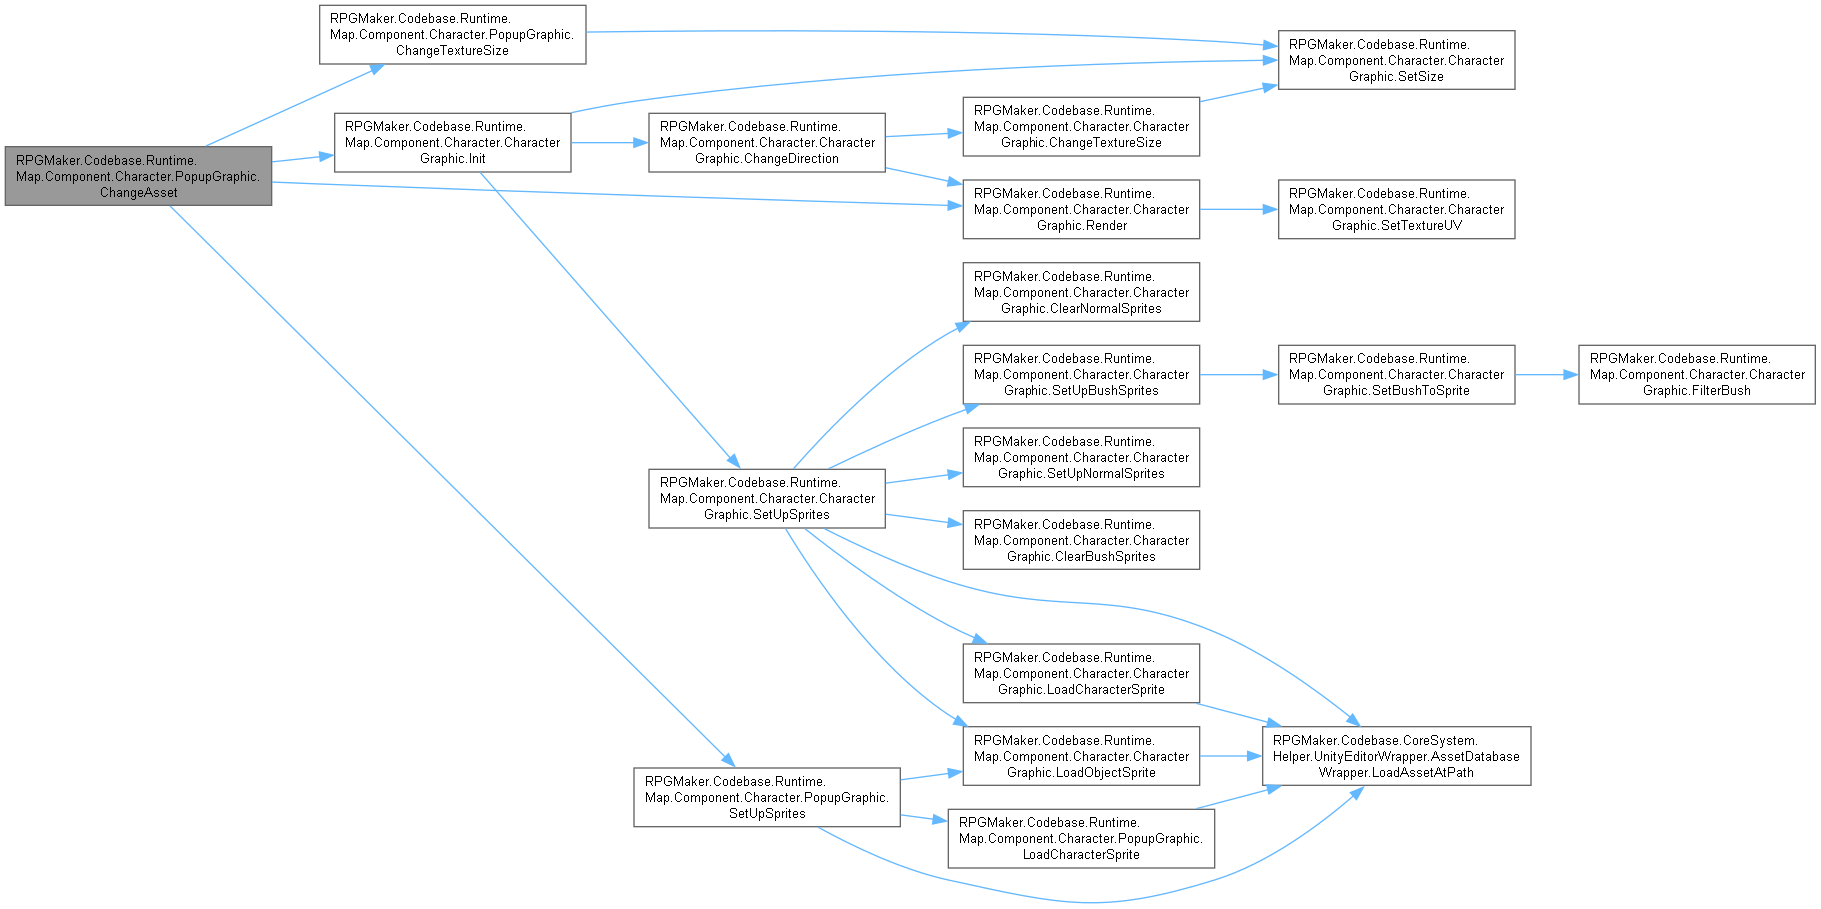 RPGMaker.Codebase.Runtime.
Map.Component.Character.PopupGraphic.
ChangeAsset
RPGMaker.Codebase.Runtime.
Map.Component.Character.PopupGraphic.
ChangeTextureSize
RPGMaker.Codebase.Runtime.
Map.Component.Character.Character
Graphic.Init
RPGMaker.Codebase.Runtime.
Map.Component.Character.Character
Graphic.ChangeDirection
RPGMaker.Codebase.Runtime.
Map.Component.Character.Character
Graphic.SetUpSprites
RPGMaker.Codebase.Runtime.
Map.Component.Character.PopupGraphic.
SetUpSprites
RPGMaker.Codebase.Runtime.
Map.Component.Character.Character
Graphic.ChangeTextureSize
RPGMaker.Codebase.Runtime.
Map.Component.Character.Character
Graphic.Render
RPGMaker.Codebase.Runtime.
Map.Component.Character.Character
Graphic.ClearNormalSprites
RPGMaker.Codebase.Runtime.
Map.Component.Character.Character
Graphic.SetUpBushSprites
RPGMaker.Codebase.Runtime.
Map.Component.Character.Character
Graphic.SetUpNormalSprites
RPGMaker.Codebase.Runtime.
Map.Component.Character.Character
Graphic.ClearBushSprites
RPGMaker.Codebase.Runtime.
Map.Component.Character.Character
Graphic.LoadCharacterSprite
RPGMaker.Codebase.Runtime.
Map.Component.Character.Character
Graphic.LoadObjectSprite
RPGMaker.Codebase.Runtime.
Map.Component.Character.PopupGraphic.
LoadCharacterSprite
RPGMaker.Codebase.Runtime.
Map.Component.Character.Character
Graphic.SetSize
RPGMaker.Codebase.Runtime.
Map.Component.Character.Character
Graphic.SetTextureUV
RPGMaker.Codebase.Runtime.
Map.Component.Character.Character
Graphic.SetBushToSprite
RPGMaker.Codebase.CoreSystem.
Helper.UnityEditorWrapper.AssetDatabase
Wrapper.LoadAssetAtPath
RPGMaker.Codebase.Runtime.
Map.Component.Character.Character
Graphic.FilterBush